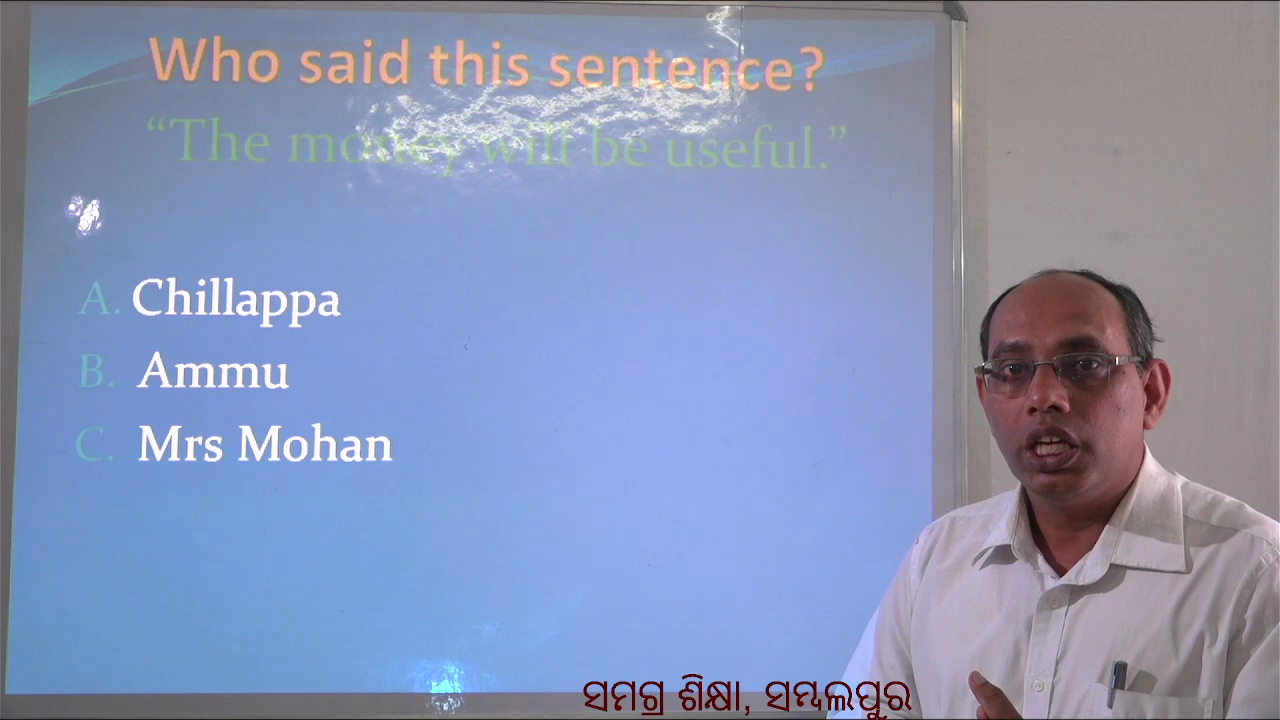 Who said this sentence?
“The money will be useful.”
A. Chillappa
B. Ammu
C. Mrs Mohan
ସମଗ୍ର ଶିକ୍ଷା, ସମ୍ବଲପୁର